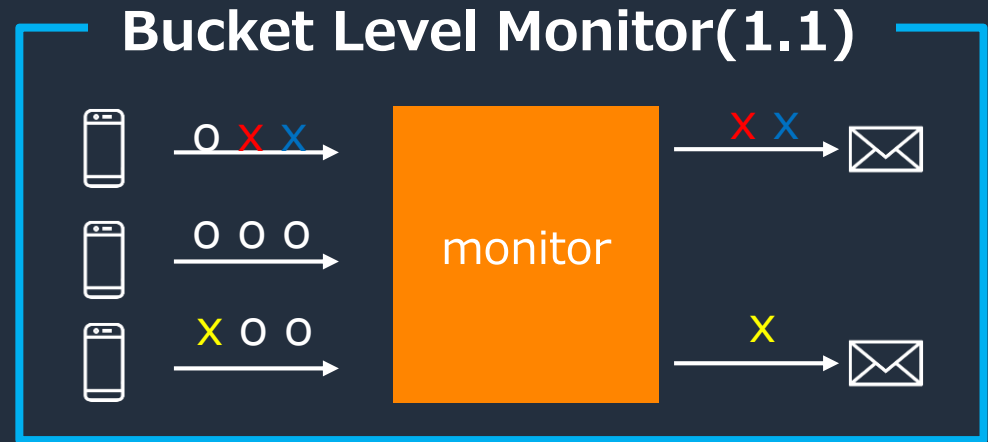 Bucket Level Monitor(1.1)
o x x
x x
o o o
monitor
x o o
x